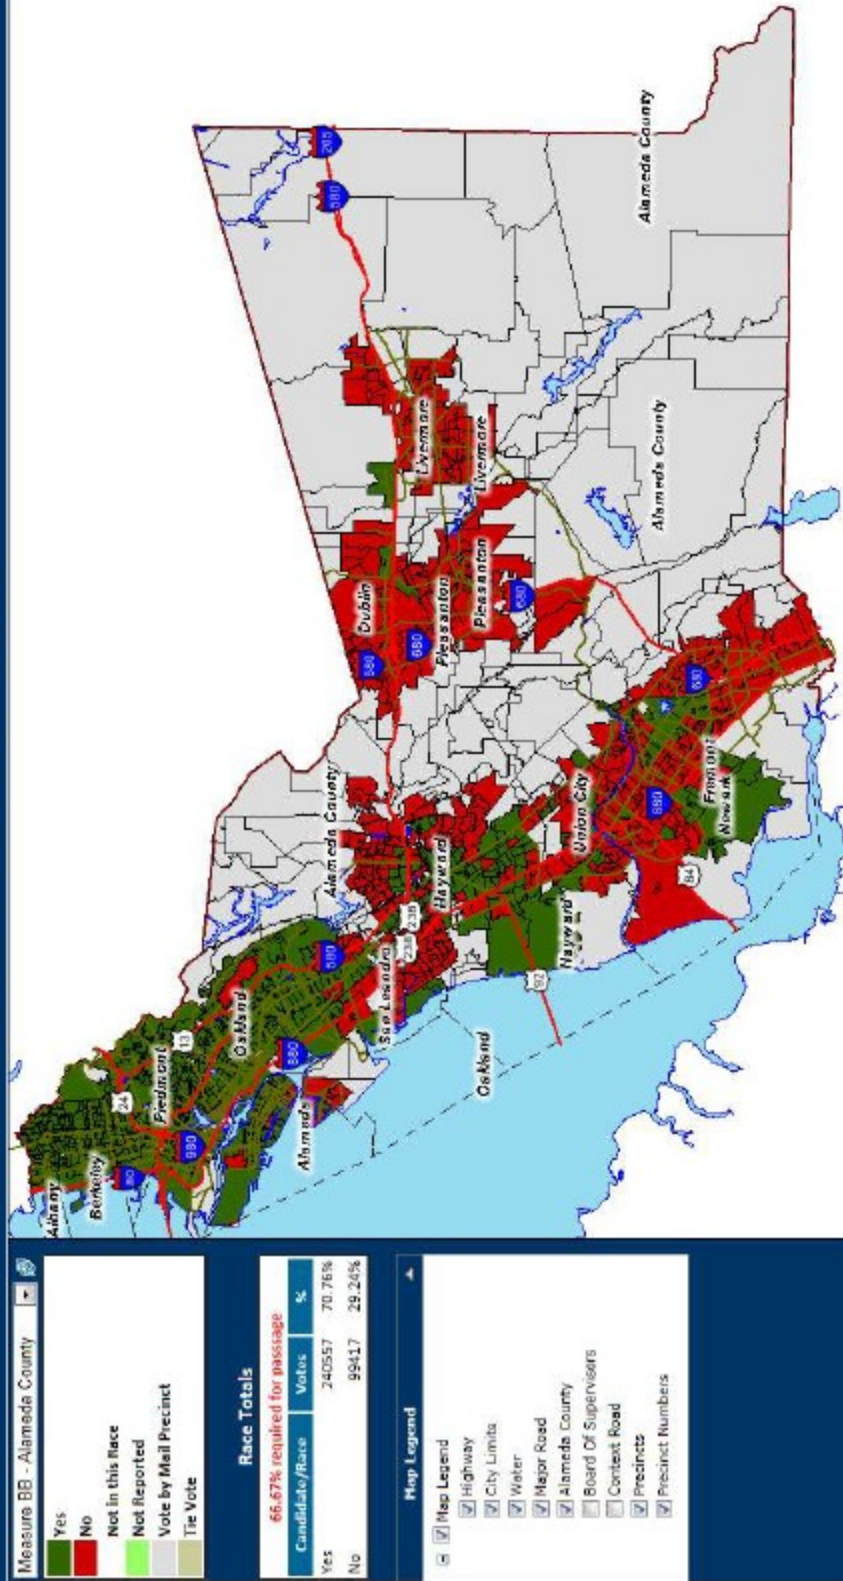 Measure BB - Alameda County
Yes
No
Not in this Race
Not Reported
Vote by Mail Precinct
Tie Vote
Race Totals
66.67% required for passsage
Candidate/Race Votes %
Yes 240557 70.76%
No 99417 29.24%
Map Legend
Map Legend
Highway
City Limits
Water
Major Road
Alameda County
Board Of Supervisors
Context Road
Precincts
Precinct Numbers
Albany
Berkeley
80
24
Piedmont
13
980
Oakland
880
580
Alameda
San Leandro
238
238
Oakland
Alameda County
Hayward
92
Hayward
Union City
880
84
Fremont
Newark
680
580
Dublin
680
Pleasanton
Pleasanton
680
Livermore
Livermore
580
205
Alameda County
Alameda County